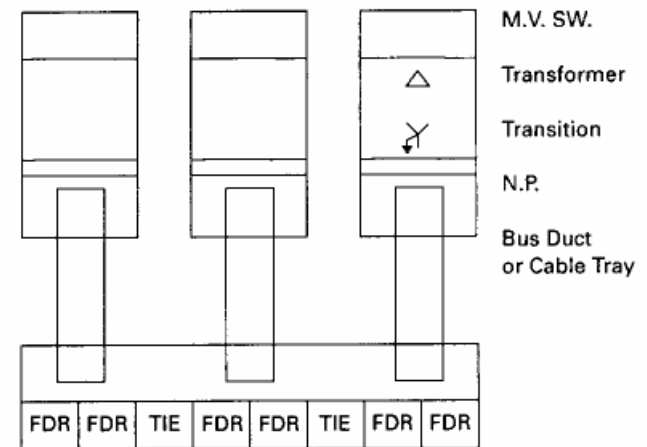 M.V. SW.
Transformer
Transition
N.P.
Bus Duct
or Cable Tray
FDR FDR TIE FDR FDR TIE FDR FDR